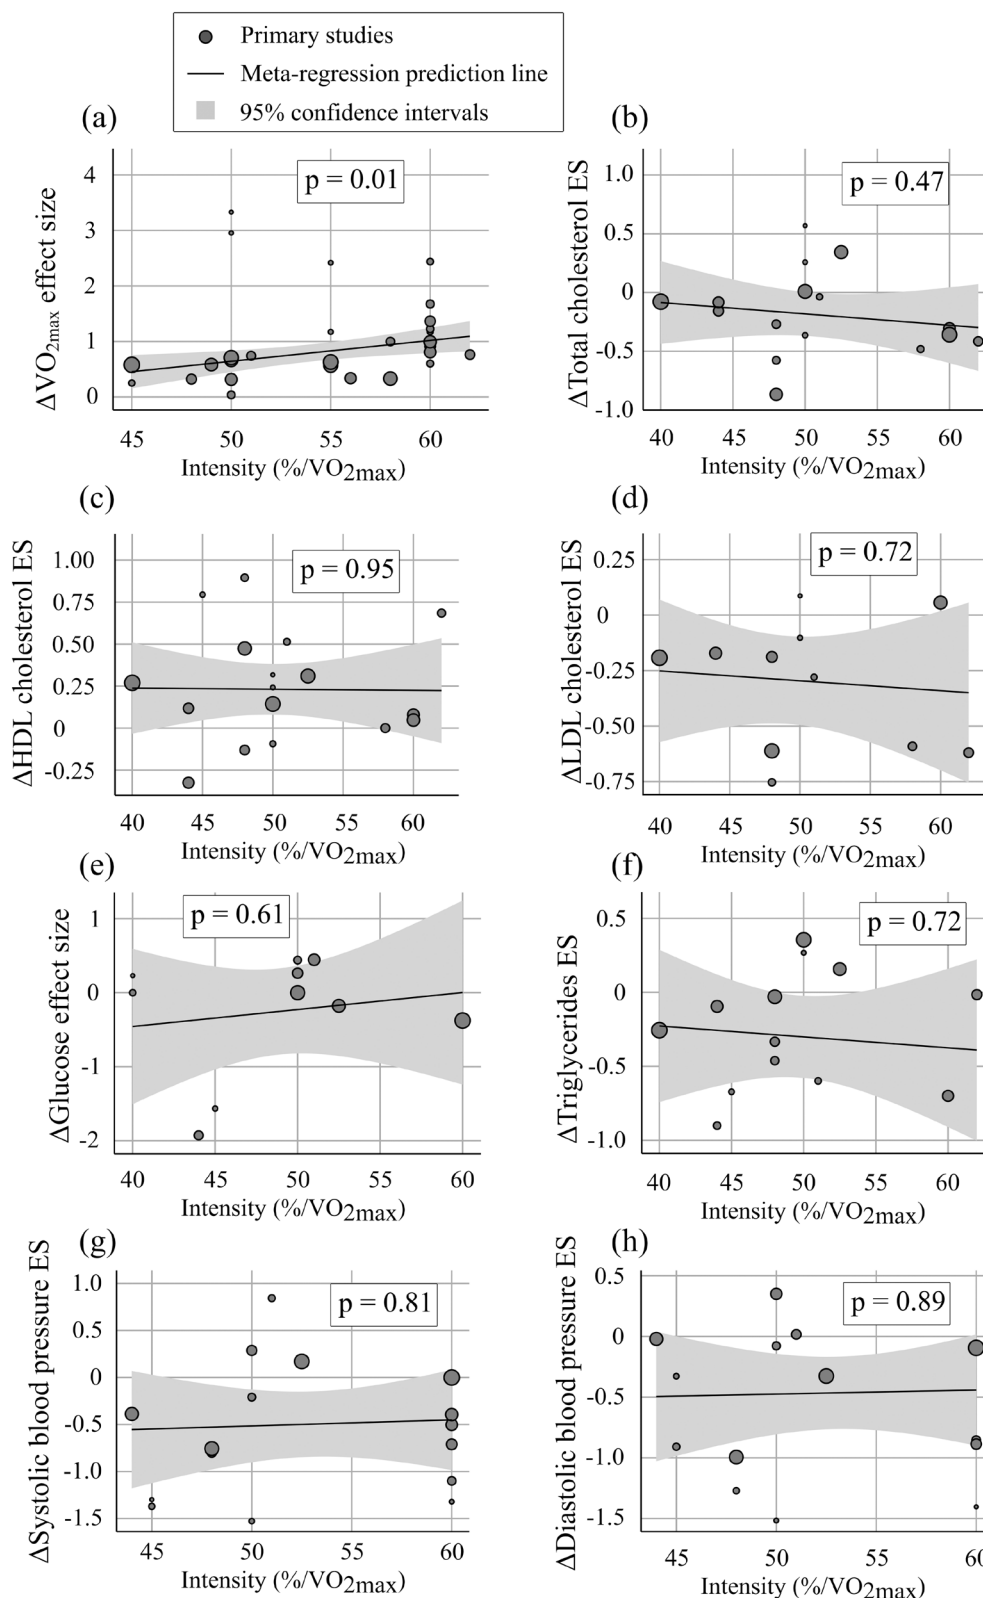 Primary studies
Meta-regression prediction line
95% confidence intervals
(a)
ΔVO2max effect size
4
3
2
1
0
p = 0.01
45 50 55 60
Intensity (%/VO2max)
(b)
ΔTotal cholesterol ES
1.0
0.5
0
-0.5
-1.0
p = 0.47
40 45 50 55 60
Intensity (%/VO2max)
(c)
ΔHDL cholesterol ES
1.00
0.75
0.50
0.25
0
-0.25
p = 0.95
40 45 50 55 60
Intensity (%/VO2max)
(d)
ΔLDL cholesterol ES
0.25
0
-0.25
-0.50
-0.75
p = 0.72
40 45 50 55 60
Intensity (%/VO2max)
(e)
ΔGlucose effect size
1
0
-1
-2
p = 0.61
40 45 50 55 60
Intensity (%/VO2max)
(f)
ΔTriglycerides ES
0.5
0
-0.5
-1.0
p = 0.72
40 45 50 55 60
Intensity (%/VO2max)
(g)
ΔSystolic blood pressure ES
1.0
0.5
0
-0.5
-1.0
-1.5
p = 0.81
45 50 55 60
Intensity (%/VO2max)
(h)
ΔDiastolic blood pressure ES
0.5
0
-0.5
-1.0
-1.5
p = 0.89
45 50 55 60
Intensity (%/VO2max)